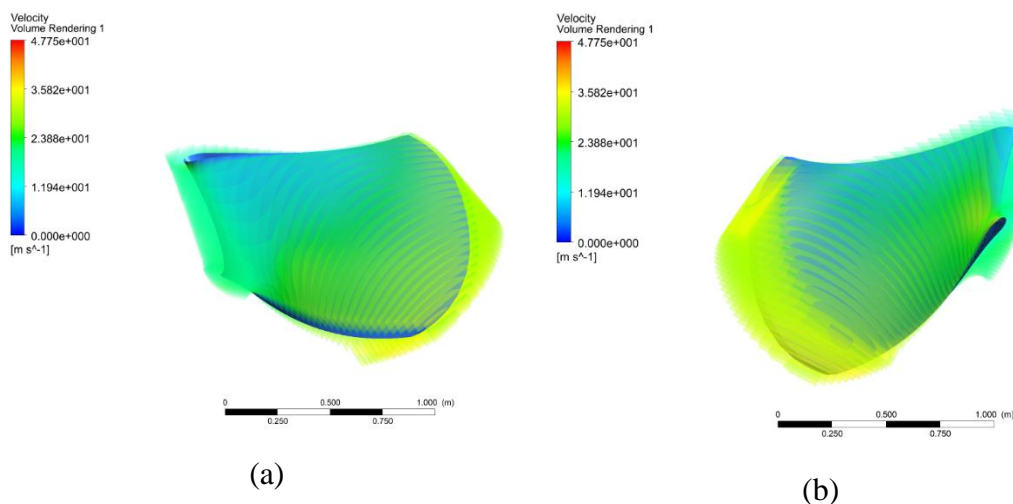 Velocity
Volume Rendering 1
4.775e+001
3.582e+001
2.388e+001
1.194e+001
0.000e+000
[m s^-1]
0 0.500 1.000 (m)
0.250 0.750
(a)
Velocity
Volume Rendering 1
4.775e+001
3.582e+001
2.388e+001
1.194e+001
0.000e+000
[m s^-1]
0 0.500 1.000 (m)
0.250 0.750
(b)